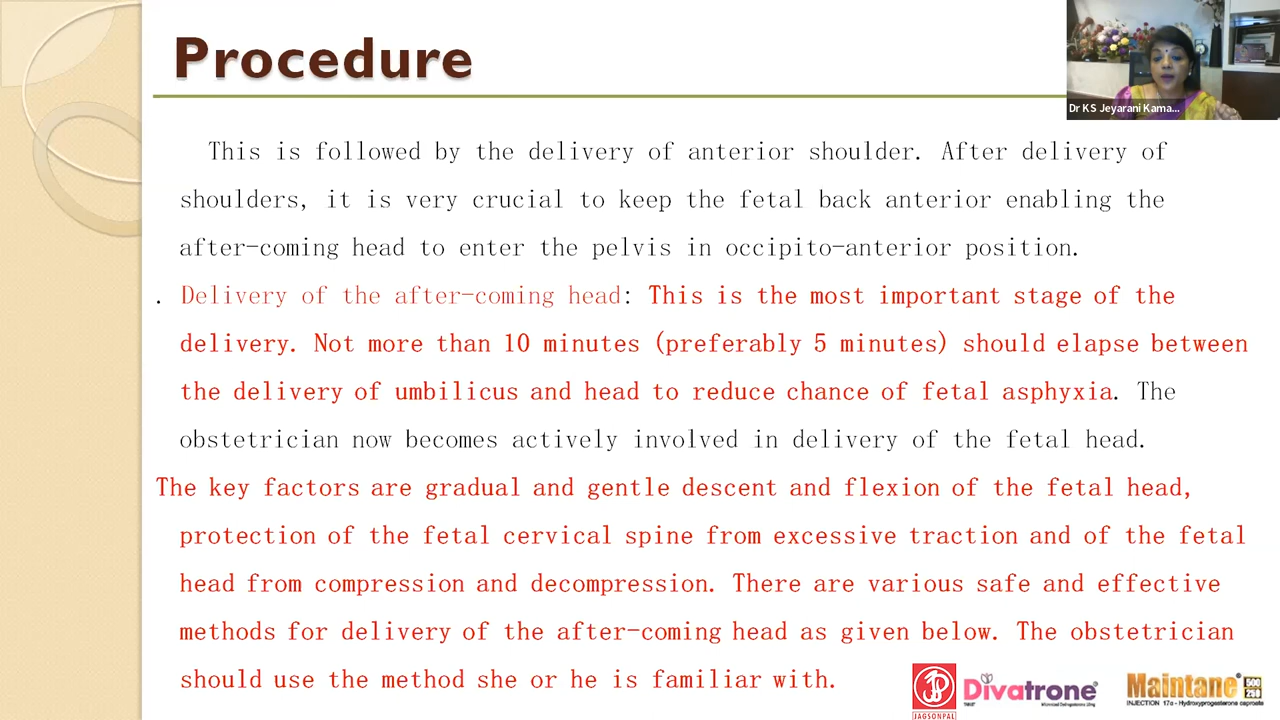 Procedure
Dr KS Jeyarani Kama...
This is followed by the delivery of anterior shoulder. After delivery of
shoulders, it is very crucial to keep the fetal back anterior enabling the
after-coming head to enter the pelvis in occipito-anterior position.
. Delivery of the after-coming head: This is the most important stage of the
delivery. Not more than 10 minutes (preferably 5 minutes) should elapse between
the delivery of umbilicus and head to reduce chance of fetal asphyxia. The
obstetrician now becomes actively involved in delivery of the fetal head.
The key factors are gradual and gentle descent and flexion of the fetal head,
protection of the fetal cervical spine from excessive traction and of the fetal
head from compression and decompression. There are various safe and effective
methods for delivery of the after-coming head as given below. The obstetrician
should use the method she or he is familiar with.
JAGSONPAL
Divatrone
Maintane 500 250
INJECTION 17α - Hydroxyprogesterone caproate